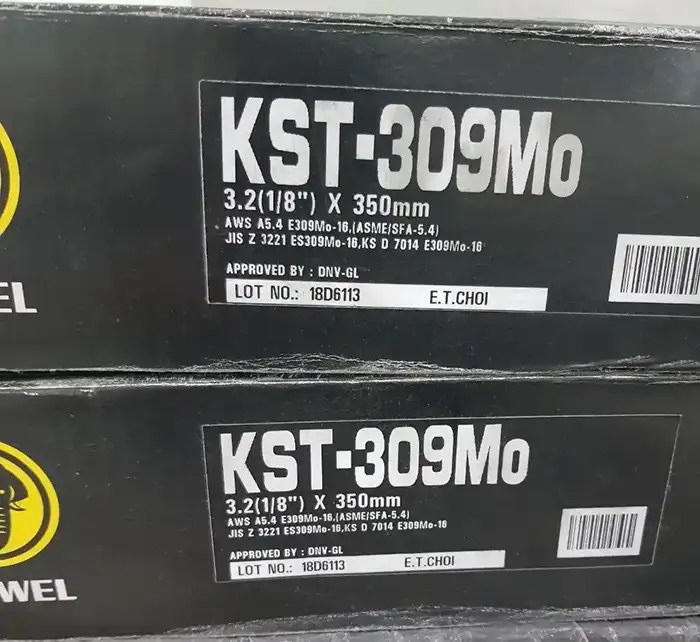 KST-309Mo
3.2(1/8") X 350mm
AWS A5.4 E309Mo-16,(ASME/SFA-5.4)
JIS Z 3221 ES309Mo-16,KS D 7014 E309Mo-16
APPROVED BY : DNV-GL
LOT NO.: 18D6113 E.T.CHOI
EL
KST-309Mo
3.2(1/8") X 350mm
AWS A5.4 E309Mo-16,(ASME/SFA-5.4)
JIS Z 3221 ES309Mo-16,KS D 7014 E309Mo-16
APPROVED BY : DNV-GL
LOT NO.: 18D6113 E.T.CHOI
WEL